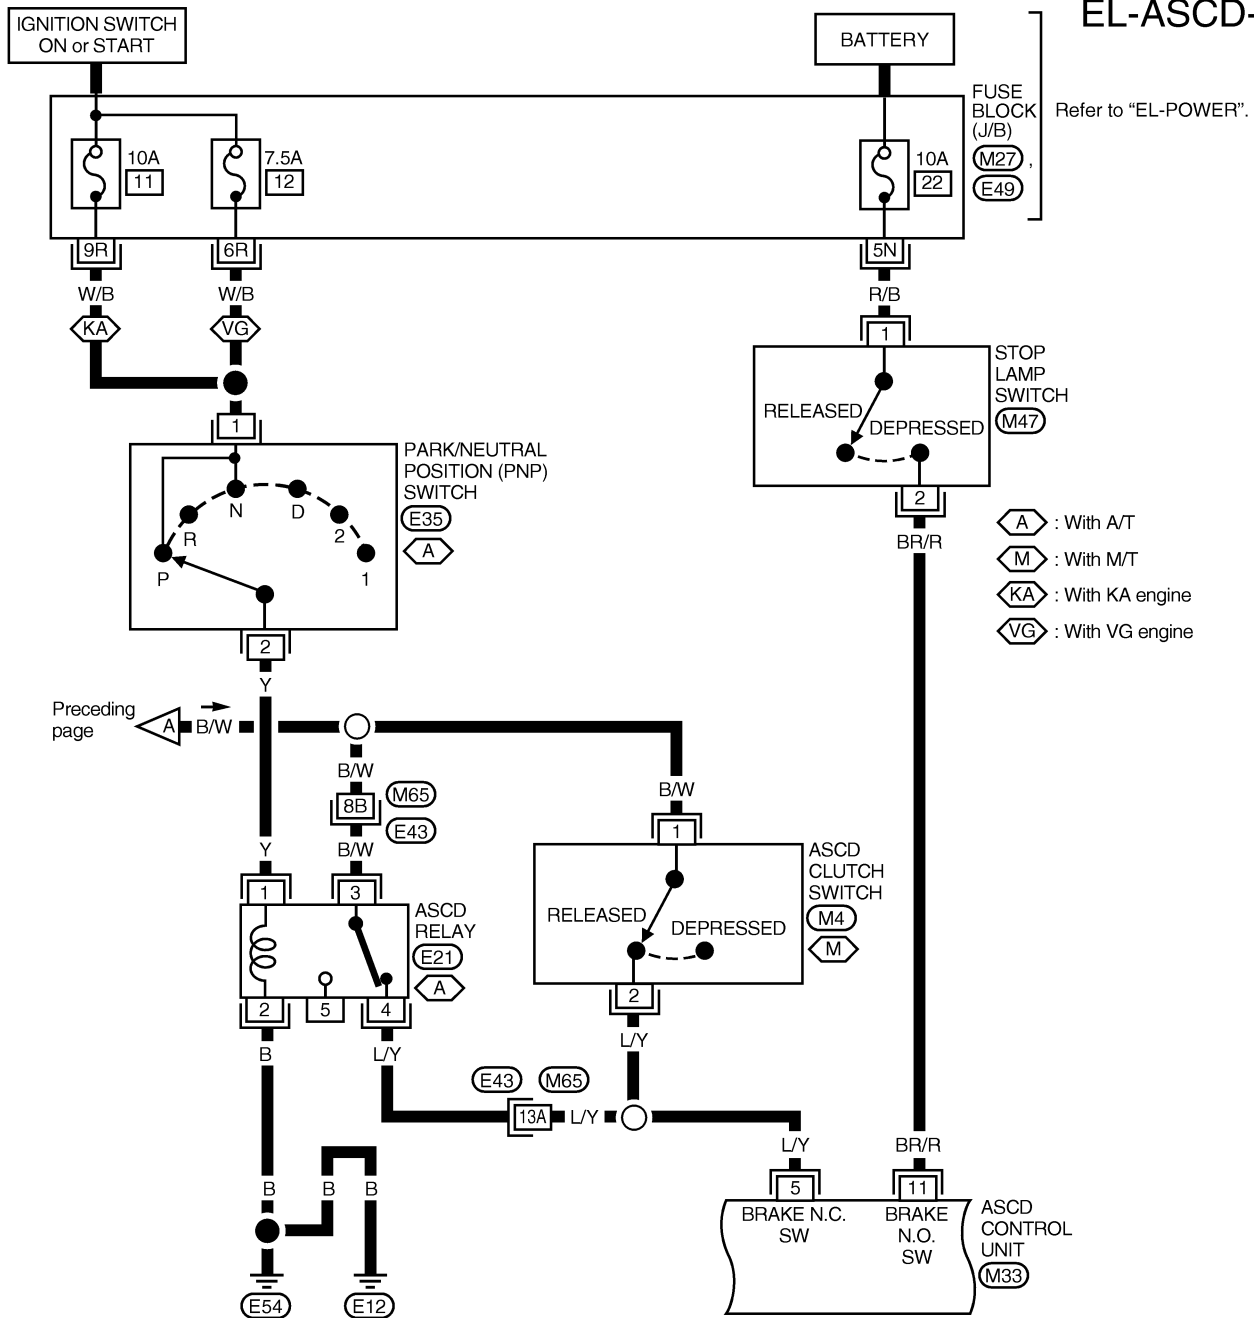 EL-ASCD-
IGNITION SWITCH
ON or START
BATTERY
FUSE
BLOCK
(J/B)
M27 ,
E49
Refer to “EL-POWER”.
10A
11
7.5A
12
10A
22
9R
6R
5N
W/B
W/B
R/B
KA
VG
1
1
STOP
LAMP
SWITCH
M47
RELEASED
DEPRESSED
2
BR/R
PARK/NEUTRAL
POSITION (PNP)
SWITCH
E35
A
P
R
N
D
2
1
2
Y
A : With A/T
M : With M/T
KA : With KA engine
VG : With VG engine
Preceding
page
A
B/W
B/W
8B
M65
E43
B/W
B/W
Y
1
3
ASCD
RELAY
E21
A
2
5
4
1
ASCD
CLUTCH
SWITCH
M4
M
RELEASED
DEPRESSED
2
L/Y
B
L/Y
E43
M65
13A
L/Y
L/Y
BR/R
B
B
B
5
11
BRAKE N.C.
SW
BRAKE
N.O.
SW
ASCD
CONTROL
UNIT
M33
E54
E12